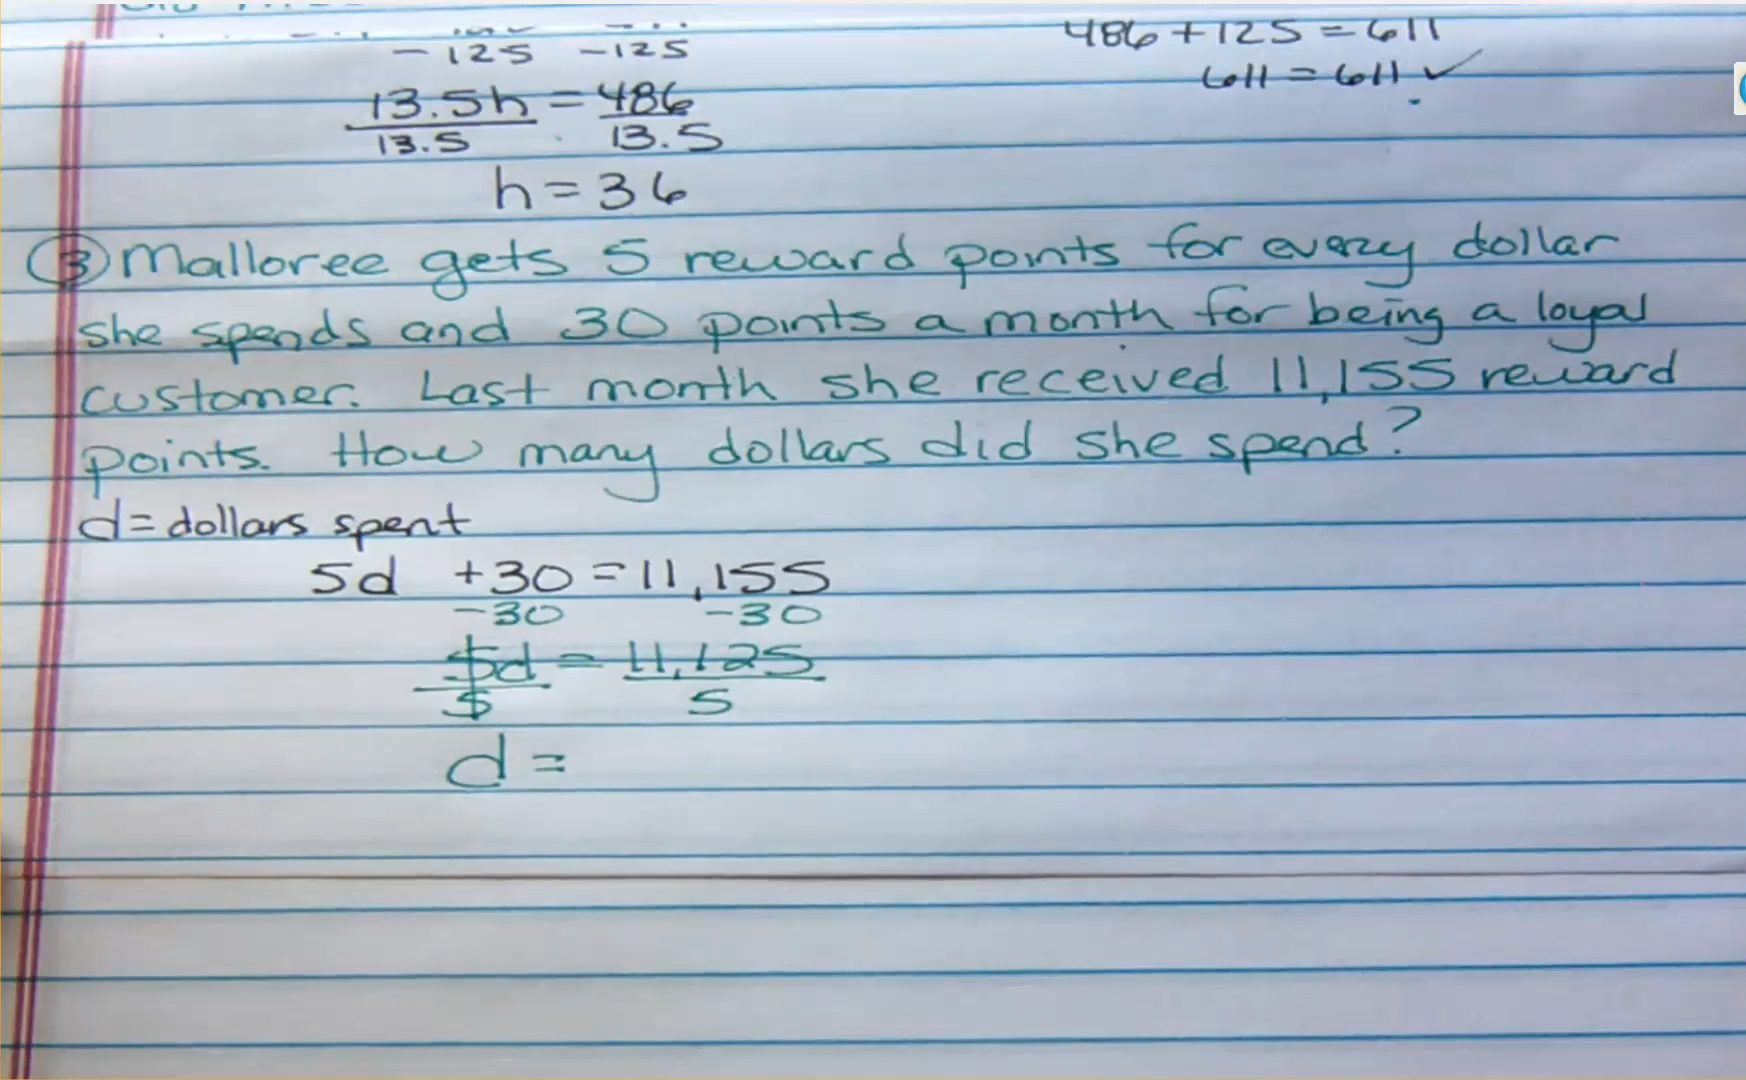 -125 -125
13.5h = 486
13.5 13.5
h = 36
486 + 125 = 611
611 = 611 ✓
③ Malloree gets 5 reward points for every dollar
she spends and 30 points a month for being a loyal
customer. Last month she received 11,155 reward
points. How many dollars did she spend?
d = dollars spent
5d + 30 = 11,155
-30 -30
5d = 11,125
5 5
d =